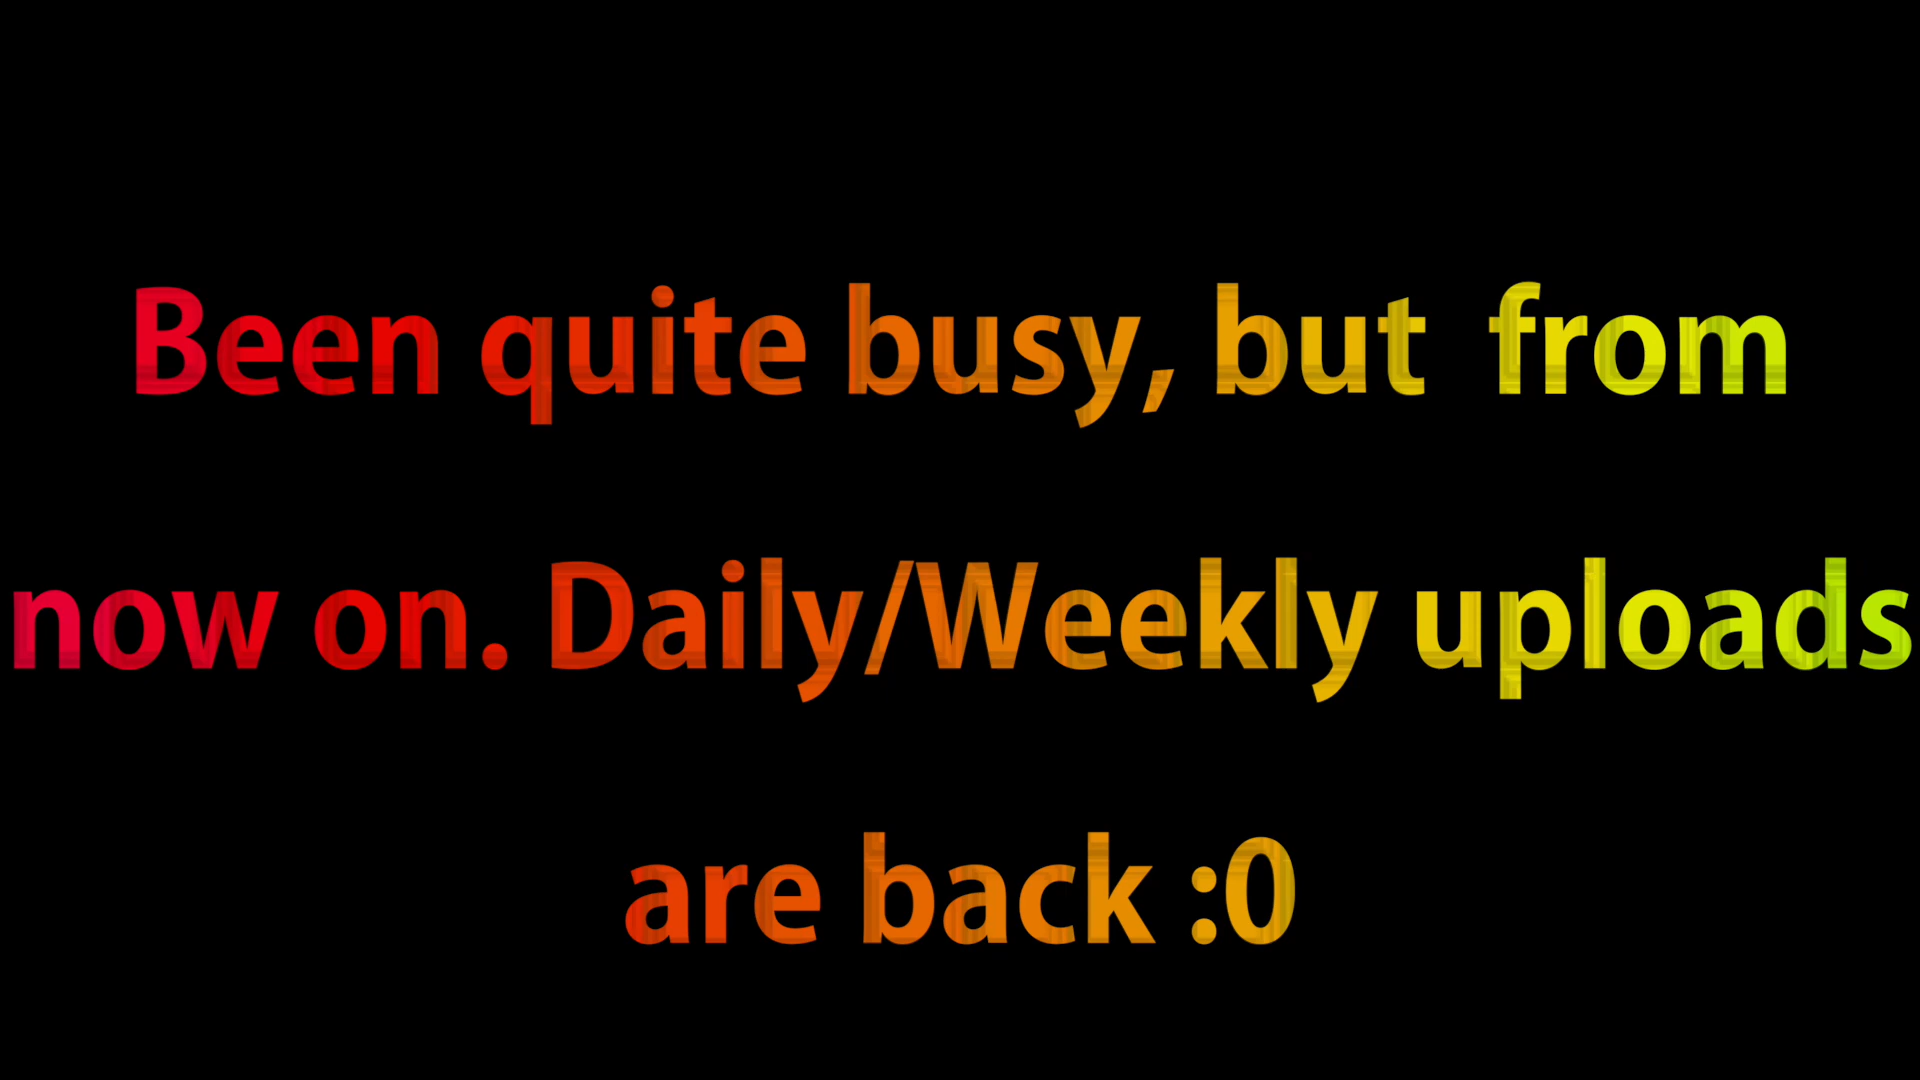 Been quite busy, but  from
now on. Daily/Weekly uploads
are back :0